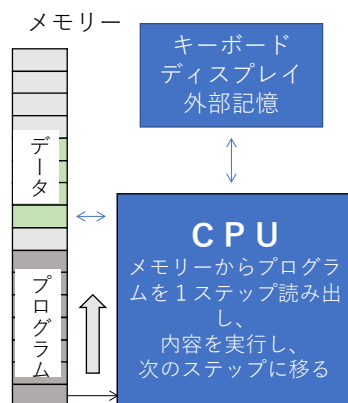 メモリー
キーボード
ディスプレイ
外部記憶
データ
プログラム
ＣＰＵ
メモリーからプログラ
ムを１ステップ読み出
し、
内容を実行し、
次のステップに移る